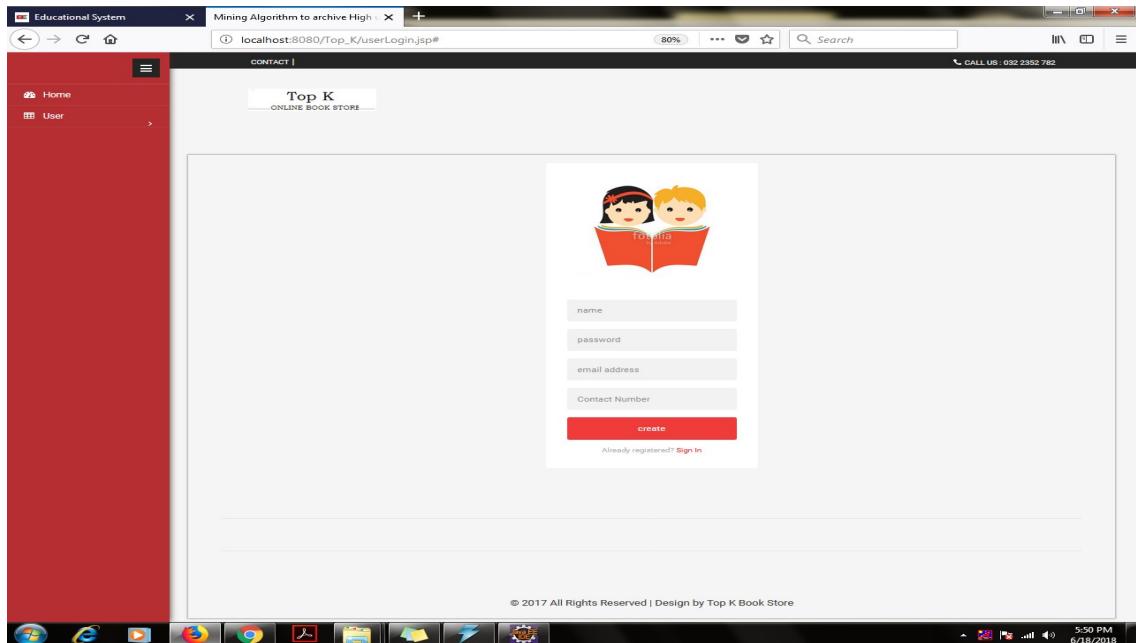 Educational System
Mining Algorithm to archive High
localhost:8080/Top_K/userLogin.jsp#
80%
Search
CONTACT |
CALL US : 032 2352 782
Home
User
Top K
ONLINE BOOK STORE
fotolia
name
password
email address
Contact Number
create
Already registered? Sign In
© 2017 All Rights Reserved | Design by Top K Book Store
5:50 PM
6/18/2018